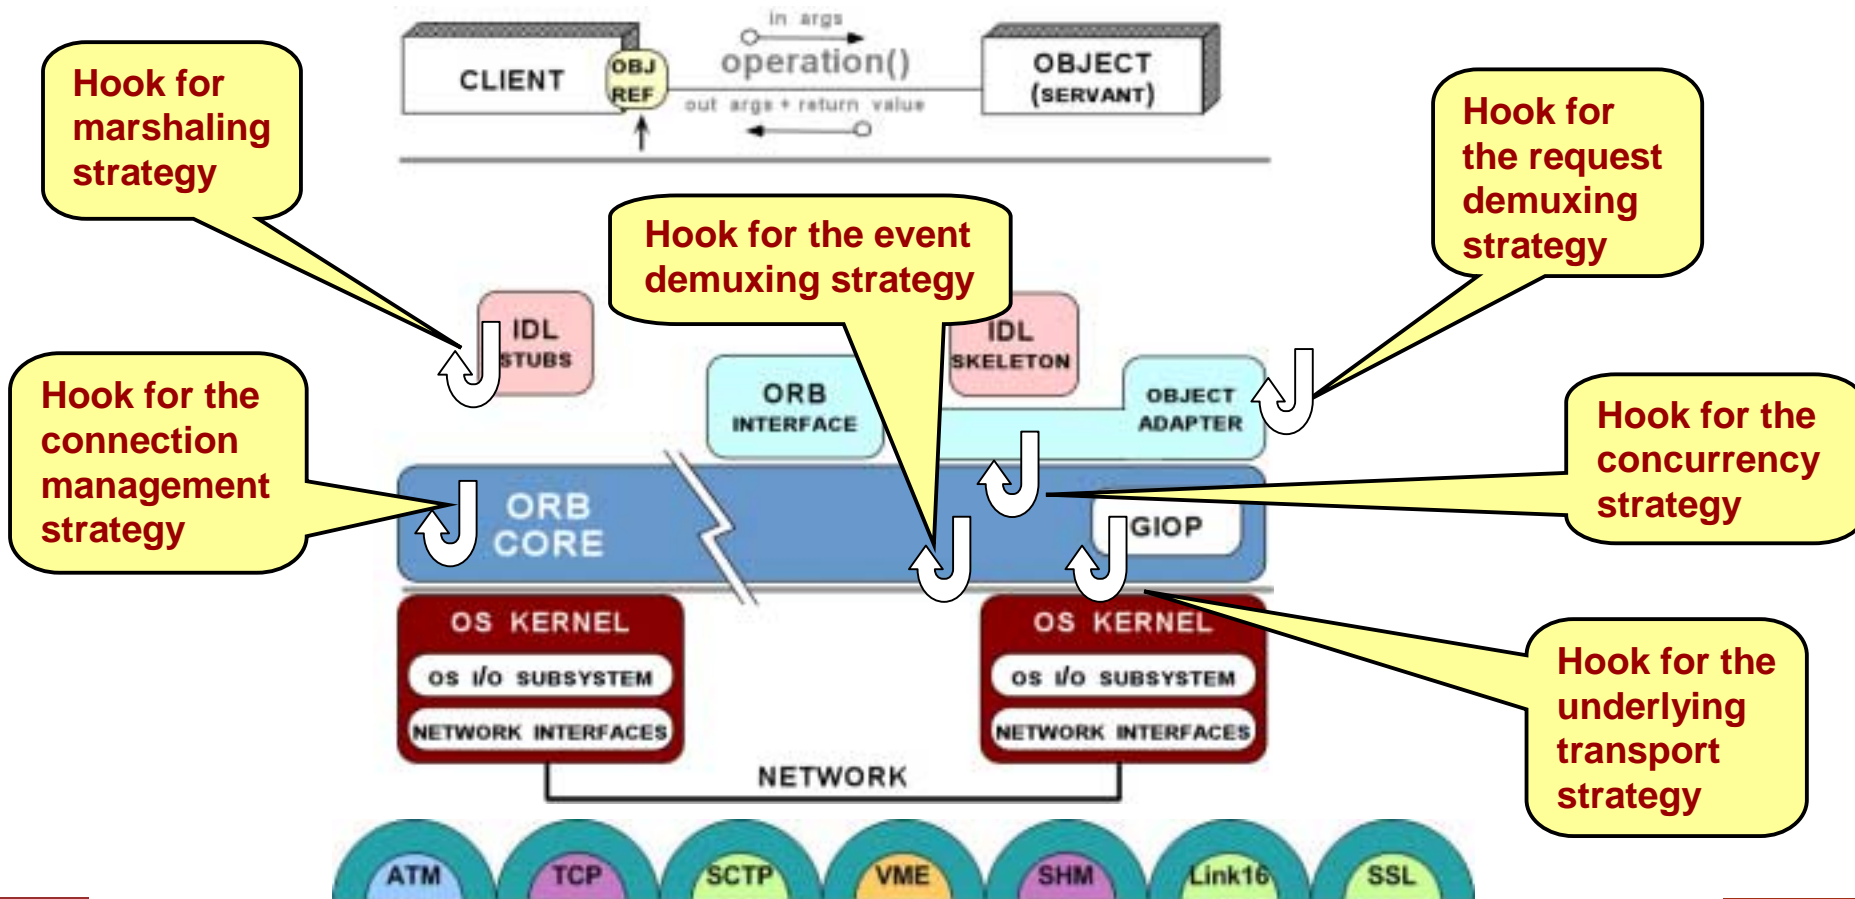 in args
CLIENT
OBJ
REF
operation()
OBJECT
(SERVANT)
out args + return value
Hook for
marshaling
strategy
Hook for
the request
demuxing
strategy
Hook for the event
demuxing strategy
IDL
STUBS
IDL
SKELETON
ORB
INTERFACE
OBJECT
ADAPTER
Hook for the
connection
management
strategy
Hook for the
concurrency
strategy
ORB
CORE
GIOP
OS KERNEL
OS I/O SUBSYSTEM
NETWORK INTERFACES
OS KERNEL
OS I/O SUBSYSTEM
NETWORK INTERFACES
Hook for the
underlying
transport
strategy
NETWORK
ATM
TCP
SCTP
VME
SHM
Link16
SSL